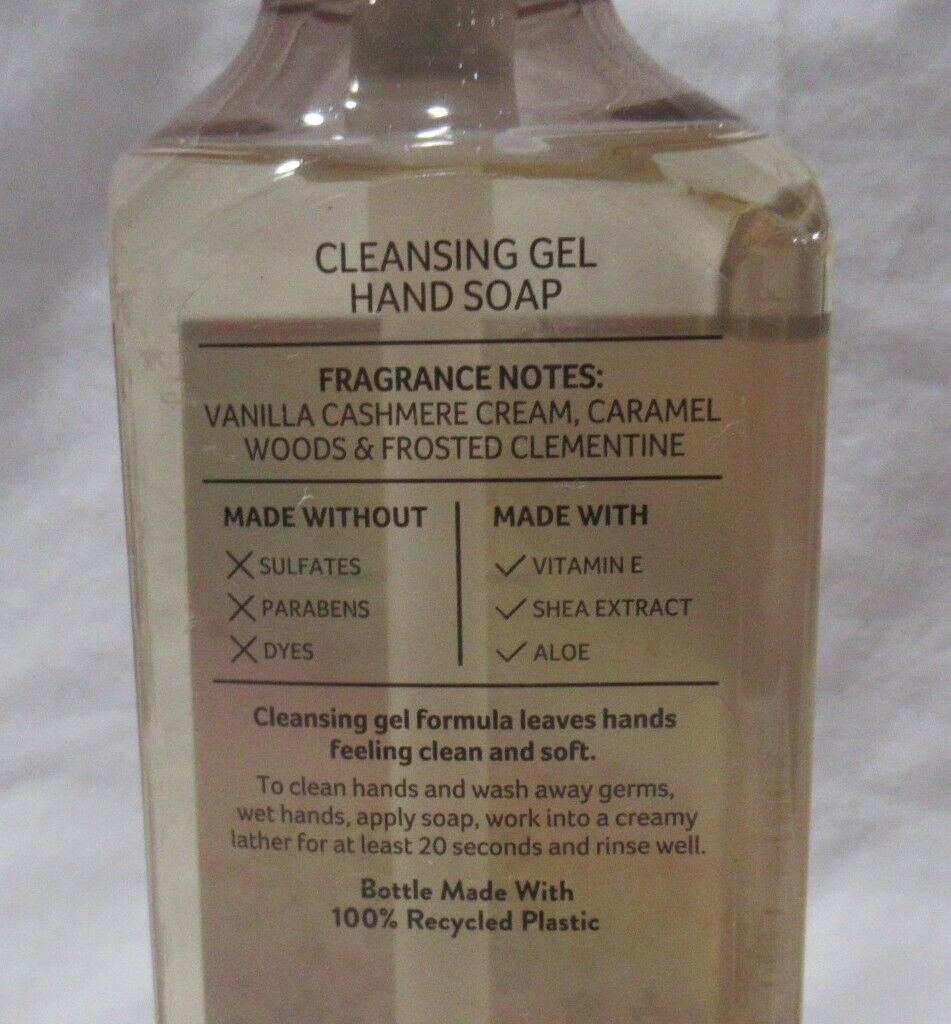 CLEANSING GEL
HAND SOAP
FRAGRANCE NOTES:
VANILLA CASHMERE CREAM, CARAMEL
WOODS & FROSTED CLEMENTINE
MADE WITHOUT
SULFATES
PARABENS
DYES
MADE WITH
VITAMIN E
SHEA EXTRACT
ALOE
Cleansing gel formula leaves hands
feeling clean and soft.
To clean hands and wash away germs,
wet hands, apply soap, work into a creamy
lather for at least 20 seconds and rinse well.
Bottle Made With
100% Recycled Plastic